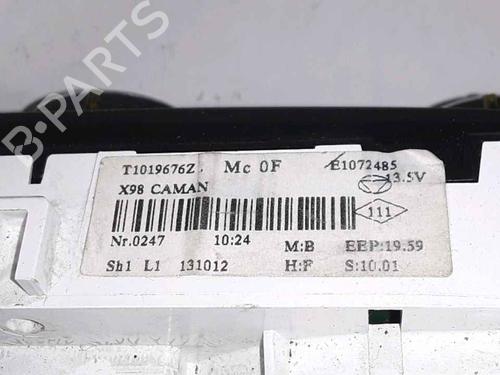 B-PARTS
T1019676Z Mc 0F E1072485
X98 CAMAN 13.5V
111
Nr.0247 10:24 M:B EEP:19.59
Sh1 L1 131012 H:F S:10.01